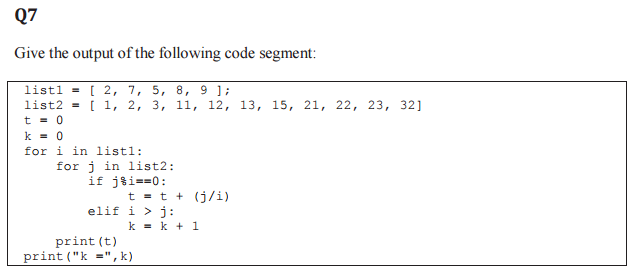 Q7
Give the output of the following code segment:
list1 = [ 2, 7, 5, 8, 9 ];
list2 = [ 1, 2, 3, 11, 12, 13, 15, 21, 22, 23, 32]
t = 0
k = 0
for i in list1:
    for j in list2:
        if j%i==0:
            t = t + (j/i)
        elif i > j:
            k = k + 1
    print(t)
print("k =",k)